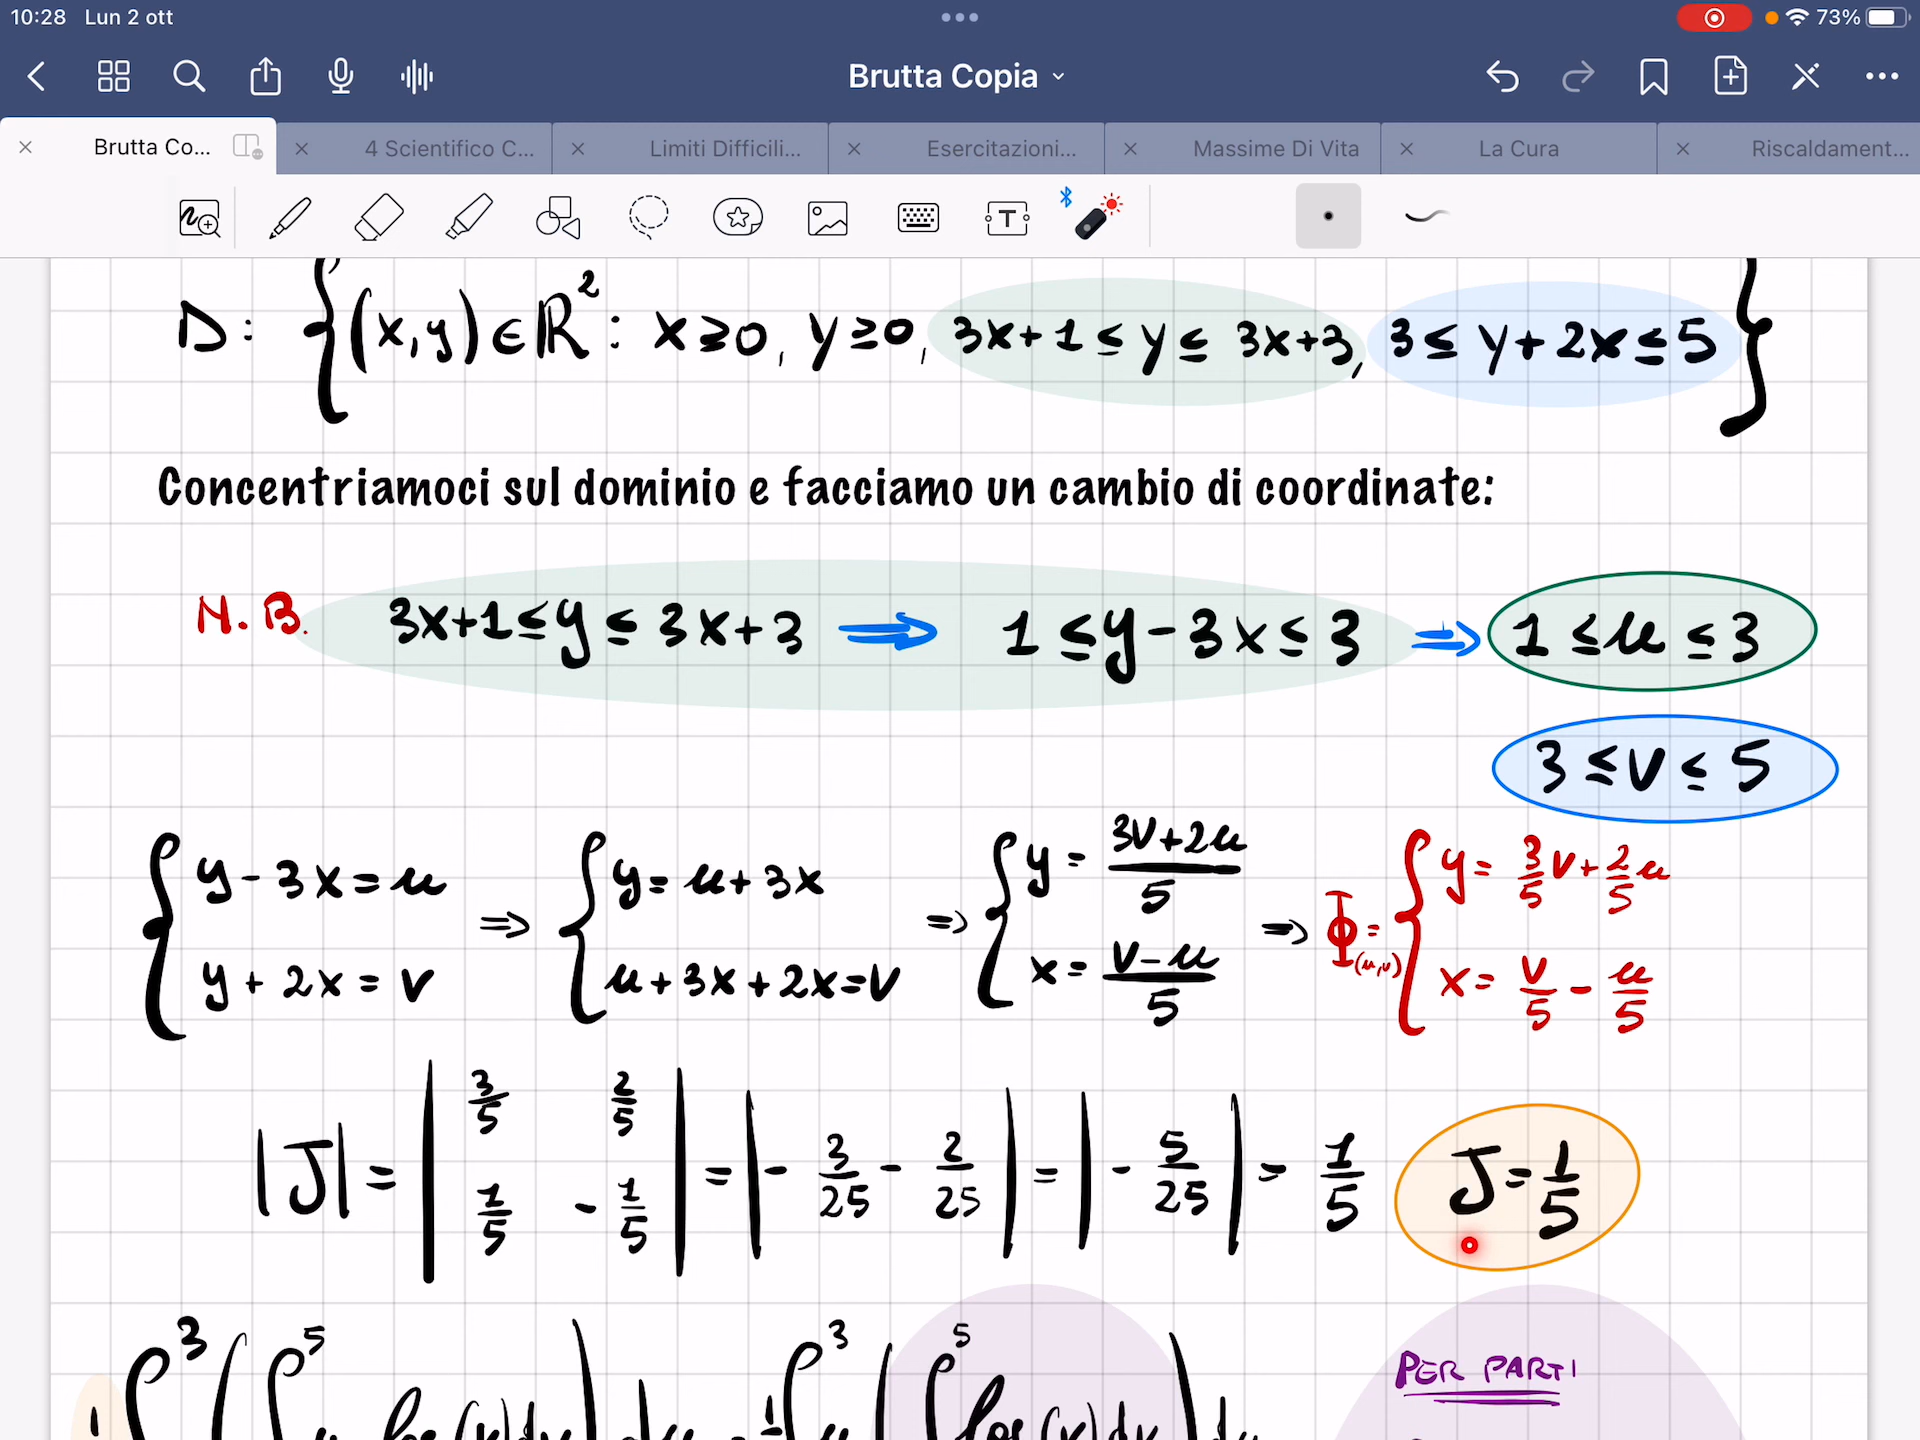 10:28 Lun 2 ott 73%
Brutta Copia
Brutta Co... 4 Scientifico C... Limiti Difficili... Esercitazioni... Massime Di Vita La Cura Riscaldament...
D: {(x,y) ∈ ℝ² : x ≥ 0, y ≥ 0, 3x+1 ≤ y ≤ 3x+3, 3 ≤ y+2x ≤ 5}
Concentriamoci sul dominio e facciamo un cambio di coordinate:
N.B. 3x+1 ≤ y ≤ 3x+3 ⇒ 1 ≤ y-3x ≤ 3 ⇒ 1 ≤ u ≤ 3
3 ≤ v ≤ 5
{ y-3x=u ⇒ { y=u+3x ⇒ { y= (3v+2u)/5 ⇒ Φ(u,v) = { y= 3/5 v + 2/5 u
y+2x=v u+3x+2x=v x= (v-u)/5 x= v/5 - u/5
|J| = | 3/5 2/5 | = |- 3/25 - 2/25| = |- 5/25| = 1/5 J=1/5
1/5 -1/5
PER PARTI